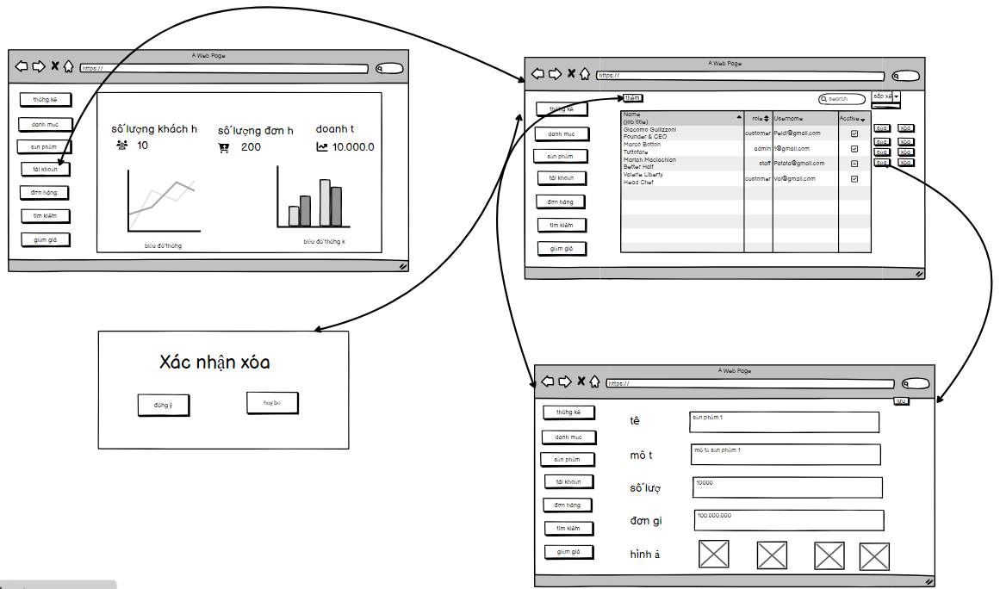 A Web Page
https://
thống kê
danh mục
sản phẩm
tài khoản
đơn hàng
tìm kiếm
giảm giá
số lượng khách h
10
số lượng đơn h
200
doanh t
10.000.0
biểu đồ thống
biểu đồ thống k
A Web Page
https://
thêm
search
sắp xế
thống kê
danh mục
sản phẩm
tài khoản
đơn hàng
tìm kiếm
giảm giá
Name
(job title)
role
Username
Acctive
Giacomo Guilizzoni
Founder & CEO
customer
Peldi@gmail.com
sửa
xóa
Marco Botton
Tuttofare
admin
1@gmail.com
sửa
xóa
Mariah Maclachlan
Better Half
staff
Patata@gmail.com
sửa
xóa
Valerie Liberty
Head Chef
customer
Val@gmail.com
sửa
xóa
Xác nhận xóa
đồng ý
hủy bỏ
A Web Page
https://
lưu
thống kê
danh mục
sản phẩm
tài khoản
đơn hàng
tìm kiếm
giảm giá
tê
sản phẩm 1
mô t
mô tả sản phẩm 1
số lượ
10000
đơn gi
100.000.000
hình ả